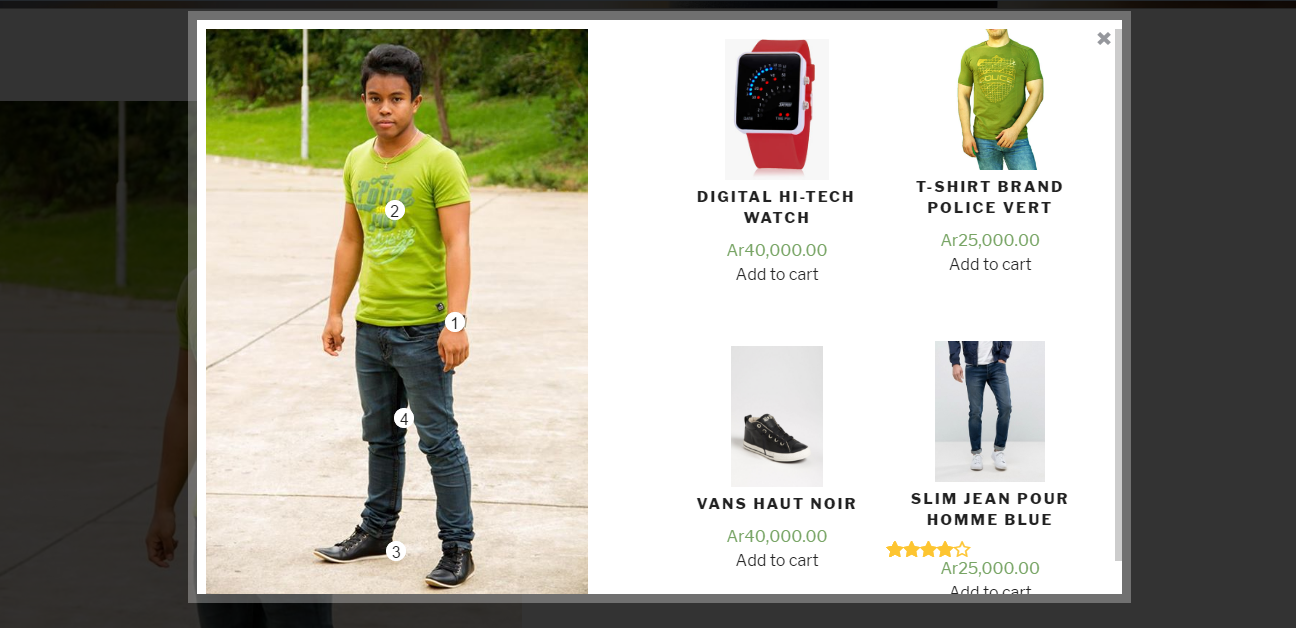 ✖
Police
2
1
4
3
DIGITAL HI-TECH
WATCH
Ar40,000.00
Add to cart
POLICE
T-SHIRT BRAND
POLICE VERT
Ar25,000.00
Add to cart
VANS HAUT NOIR
Ar40,000.00
Add to cart
SLIM JEAN POUR
HOMME BLUE
Ar25,000.00
Add to cart